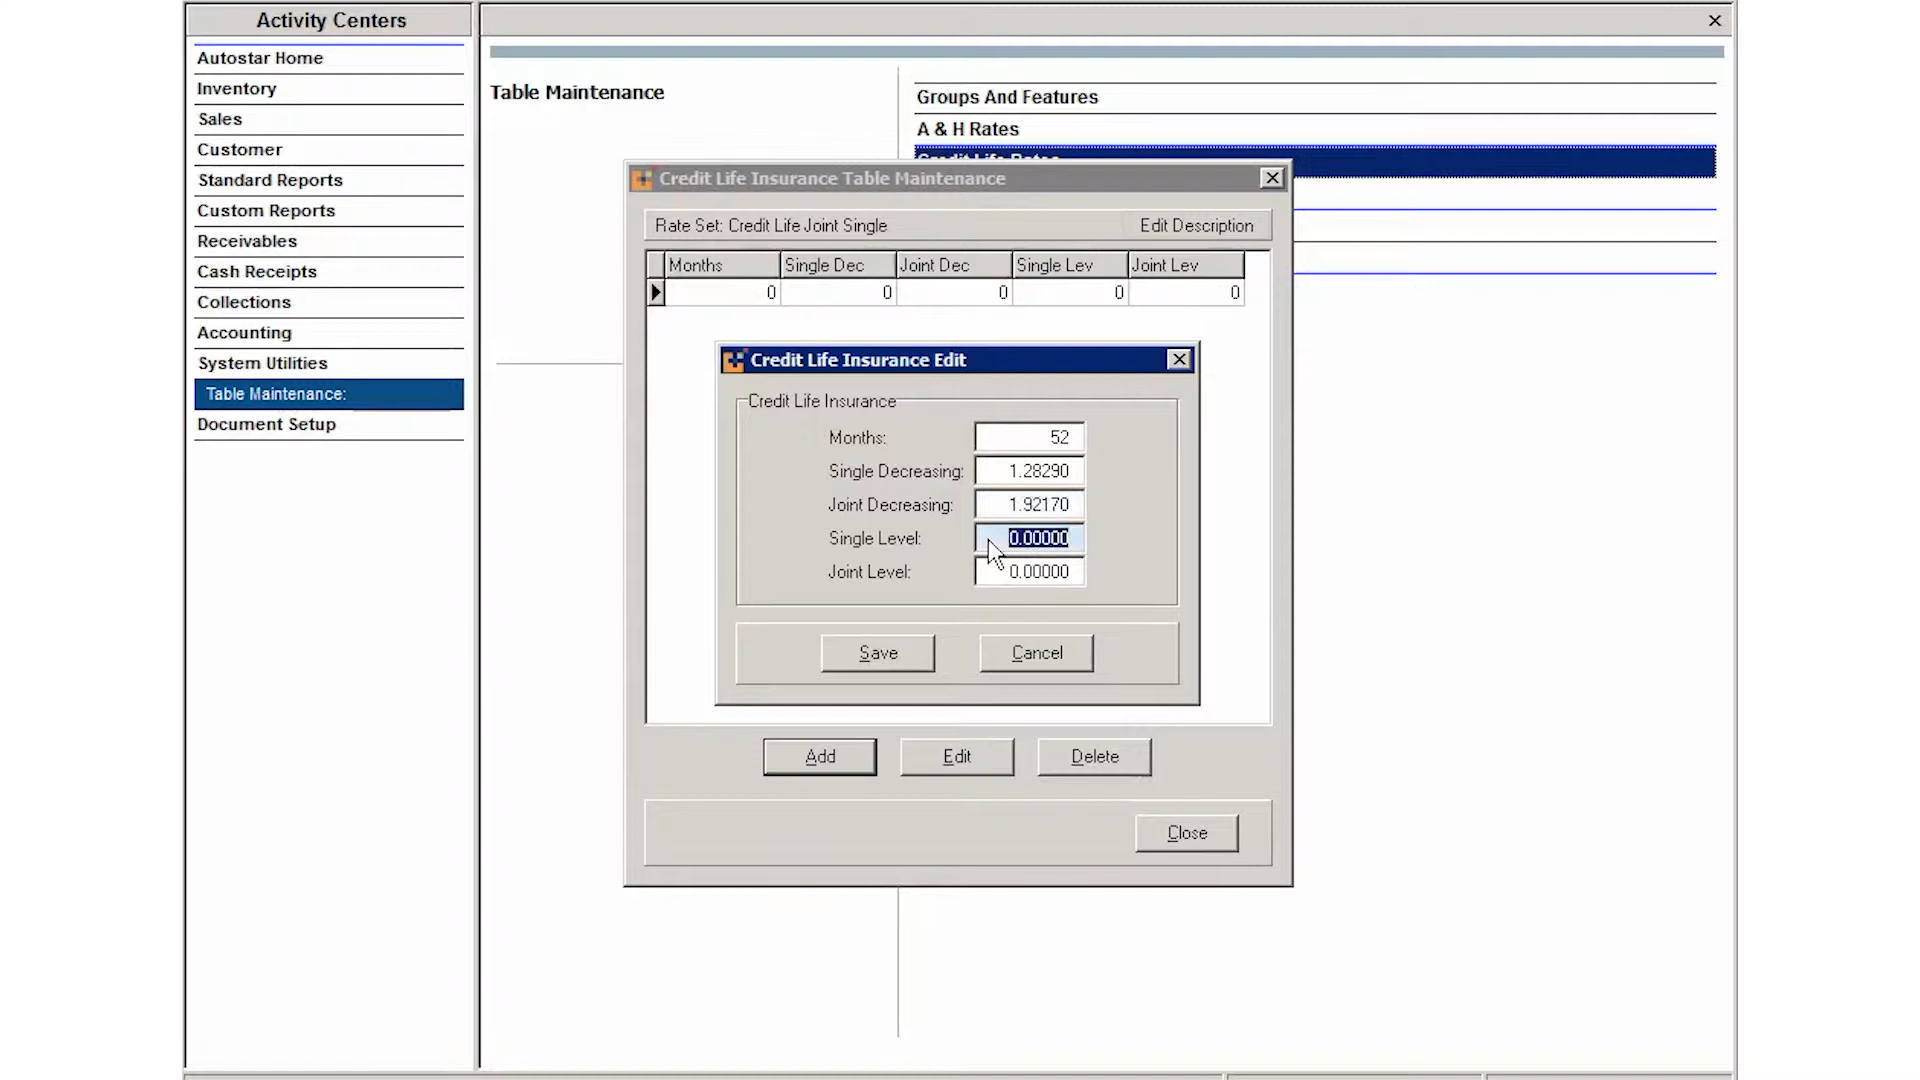 Activity Centers
Autostar Home
Inventory
Sales
Customer
Standard Reports
Custom Reports
Receivables
Cash Receipts
Collections
Accounting
System Utilities
Table Maintenance:
Document Setup
Table Maintenance
Groups And Features
A & H Rates
Credit Life Rates
Credit Life Insurance Table Maintenance
Rate Set: Credit Life Joint Single Edit Description
Months Single Dec Joint Dec Single Lev Joint Lev
0 0 0 0 0
Credit Life Insurance Edit
Credit Life Insurance
Months: 52
Single Decreasing: 1.28290
Joint Decreasing: 1.92170
Single Level: 0.00000
Joint Level: 0.00000
Save Cancel
Add Edit Delete
Close